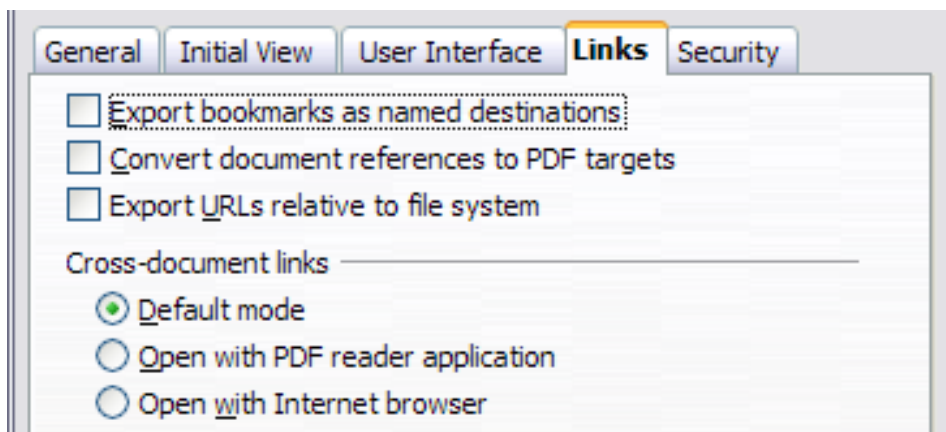 General Initial View User Interface Links Security
Export bookmarks as named destinations
Convert document references to PDF targets
Export URLs relative to file system
Cross-document links
Default mode
Open with PDF reader application
Open with Internet browser